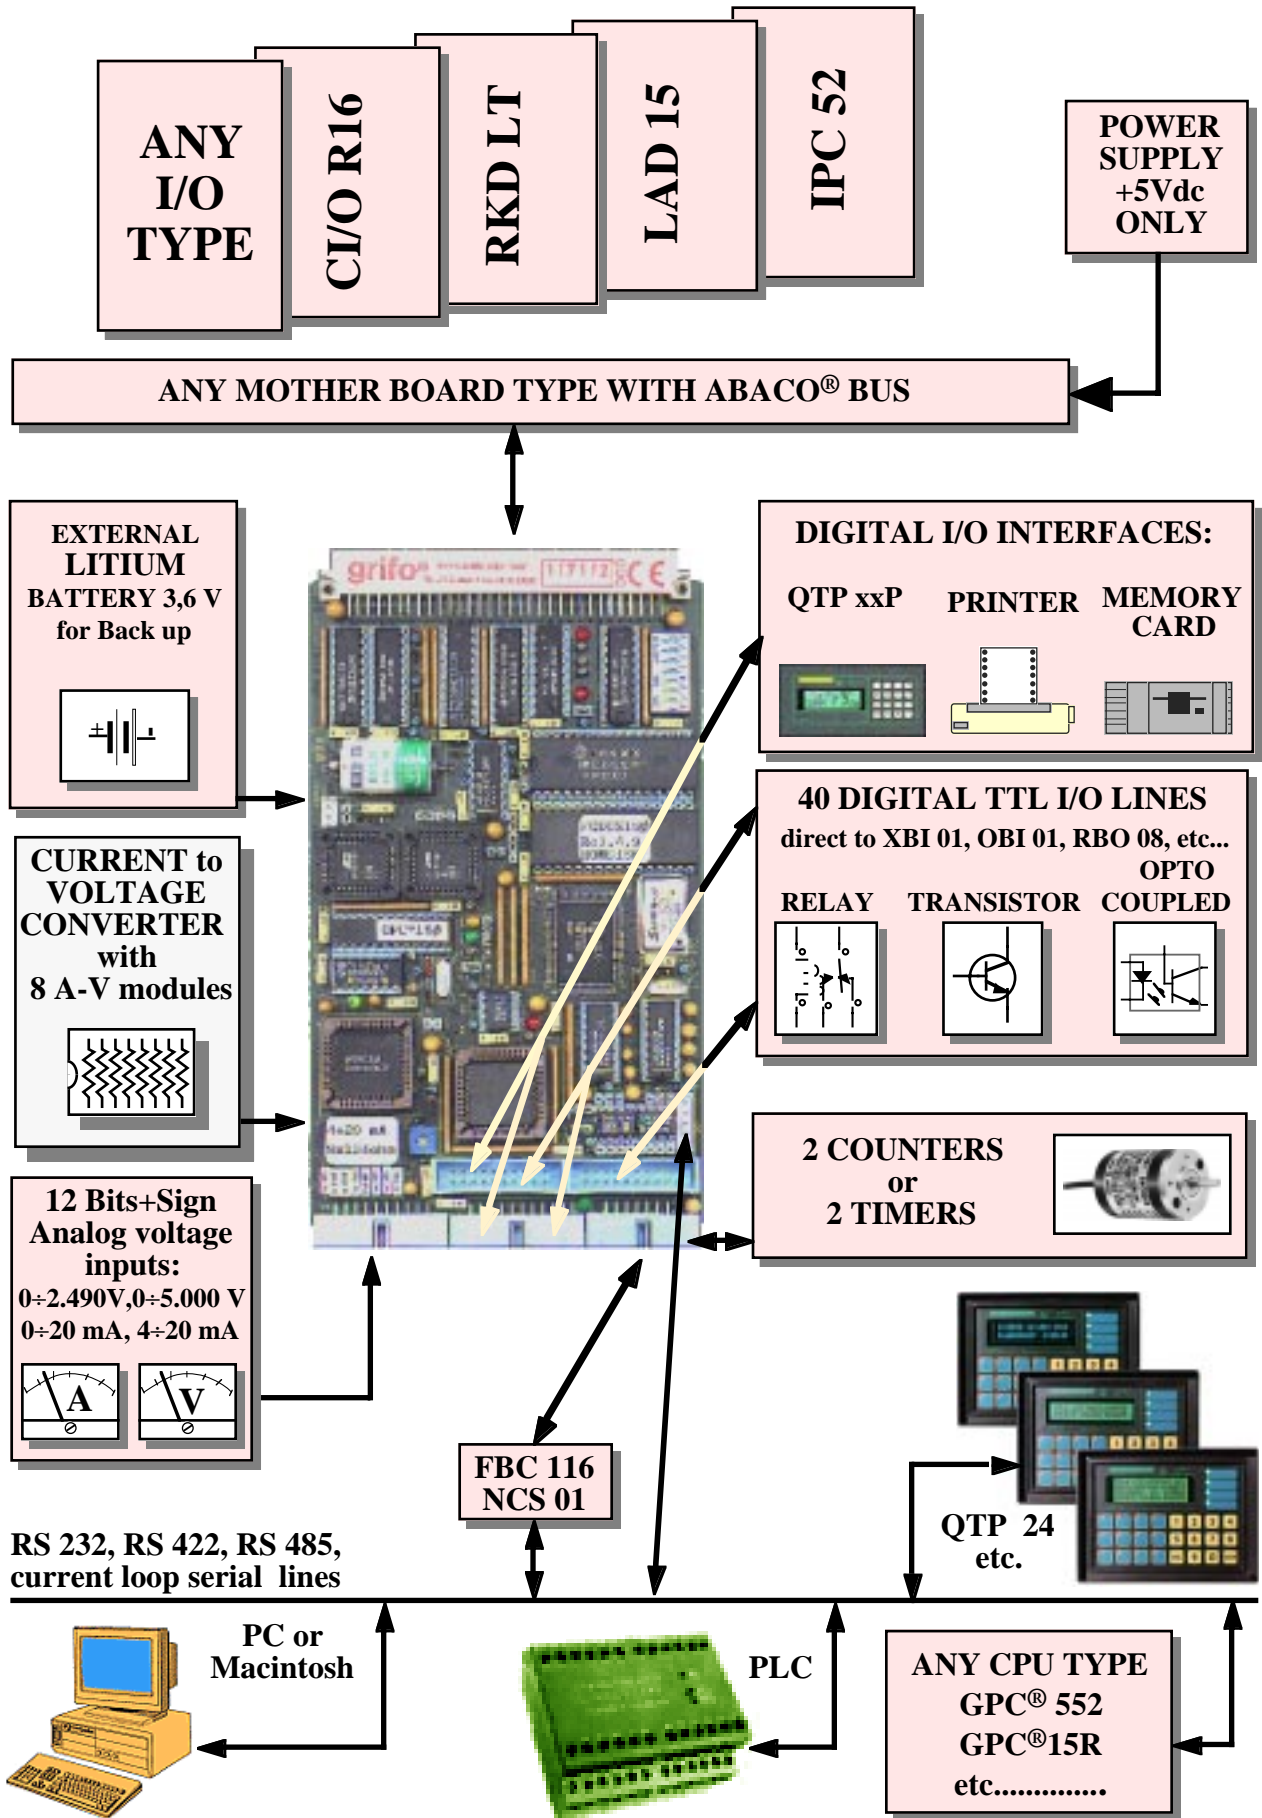 ANY
I/O
TYPE
CI/O R16
RKD LT
LAD 15
IPC 52
POWER
SUPPLY
+5Vdc
ONLY
ANY MOTHER BOARD TYPE WITH ABACO® BUS
EXTERNAL
LITIUM
BATTERY 3,6 V
for Back up
+ -
grifo®
CE
DIGITAL I/O INTERFACES:
QTP xxP
PRINTER
MEMORY
CARD
40 DIGITAL TTL I/O LINES
direct to XBI 01, OBI 01, RBO 08, etc...
RELAY
TRANSISTOR
OPTO
COUPLED
CURRENT to
VOLTAGE
CONVERTER
with
8 A-V modules
4÷20 mA
2 COUNTERS
or
2 TIMERS
12 Bits+Sign
Analog voltage
inputs:
0÷2.490V,0÷5.000 V
0÷20 mA, 4÷20 mA
A
V
FBC 116
NCS 01
QTP 24
etc.
RS 232, RS 422, RS 485,
current loop serial lines
PC or
Macintosh
PLC
ANY CPU TYPE
GPC® 552
GPC®15R
etc...............